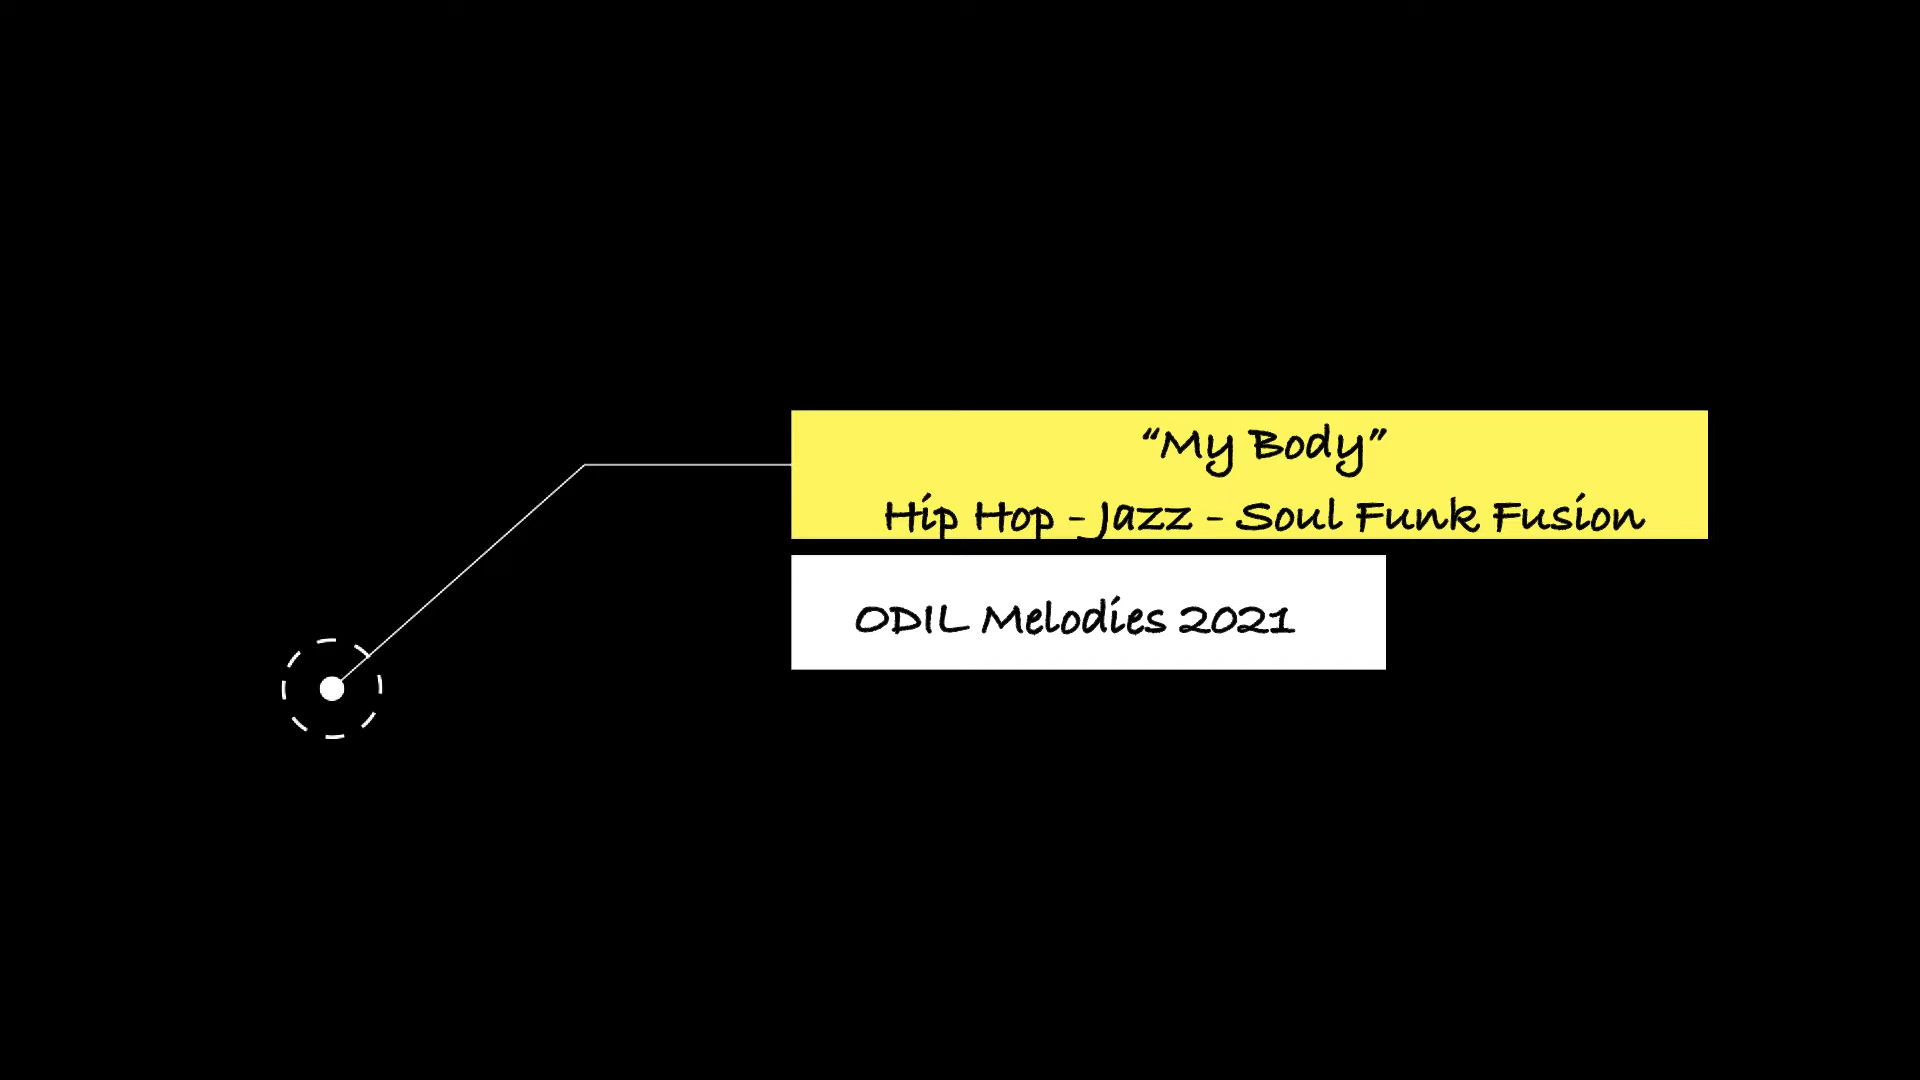 “My Body”
Hip Hop - Jazz - Soul Funk Fusion
ODIL Melodies 2021